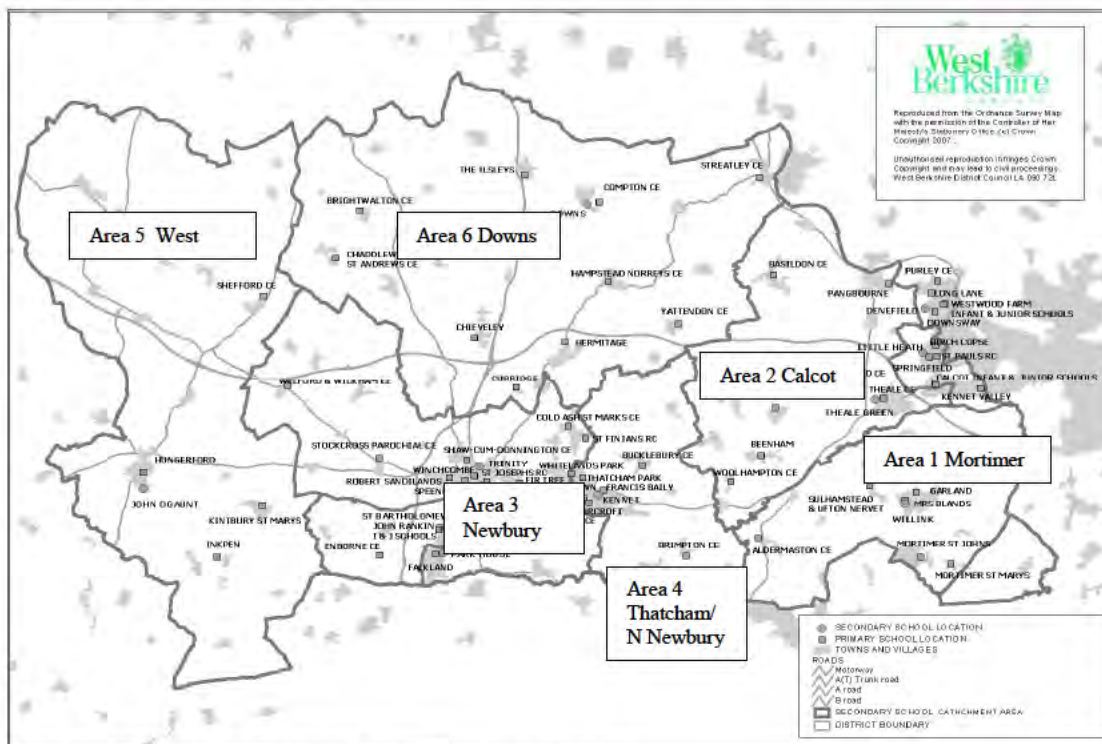 West
Berkshire
COUNCIL
Reproduced from the Ordnance Survey Map
with the permission of the Controller of Her
Majesty's Stationery Office, (c) Crown
Copyright 2007.
Unauthorised reproduction infringes Crown
Copyright and may lead to civil proceedings.
West Berkshire District Council LA
THE ILSLEYS
STREATLEY CE
COMPTON CE
BRIGHTWALTON CE
Area 5 West
Area 6 Downs
ST ANDREWS CE
SHEFFORD CE
HAMPSTEAD NORREYS CE
BASILDON CE
PURLEY CE
PANGBOURNE
LONG LANE
WESTWOOD FARM
INFANT & JUNIOR SCHOOLS
DENEFIELD
DOWNSWAY
YATTENDON CE
CHIEVELEY
HERMITAGE
LITTLE HEATH
BIRCH COPSE
ST PAULS RC
SPRINGFIELD
CALCOT INFANT & JUNIOR SCHOOLS
KENNET VALLEY
Area 2 Calcot
THEALE CE
THEALE GREEN
WELFORD & WICKHAM CE
CURRIDGE
COLD ASH ST MARKS CE
ST FINIANS RC
STOCKCROSS PAROCHIAL CE
SHAW-CUM-DONNINGTON CE
TRINITY
BUCKLEBURY CE
BEENHAM
WOOLHAMPTON CE
Area 1 Mortimer
HUNGERFORD
JOHN O GAUNT
WINCHCOMBE
ST JOSEPHS RC
WHITELANDS PARK
THATCHAM PARK
ROBERT SANDILANDS
FIR TREE
FRANCIS BAILY
SPEEN
KENNET
Area 3
Newbury
KINTBURY ST MARYS
JOHN RANKIN
I & J SCHOOLS
INKPEN
ENBORNE CE
PARK HOUSE
FALKLAND
SULHAMSTEAD
& UFTON NERVET
GARLAND
MRS BLANDS
WILLINK
BRIMPTON CE
ALDERMASTON CE
MORTIMER ST JOHNS
MORTIMER ST MARYS
Area 4
Thatcham/
N Newbury
SECONDARY SCHOOL LOCATION
PRIMARY SCHOOL LOCATION
TOWNS AND VILLAGES
ROADS
Motorway
A(T) Trunk road
A road
B road
SECONDARY SCHOOL CATCHMENT AREA
DISTRICT BOUNDARY